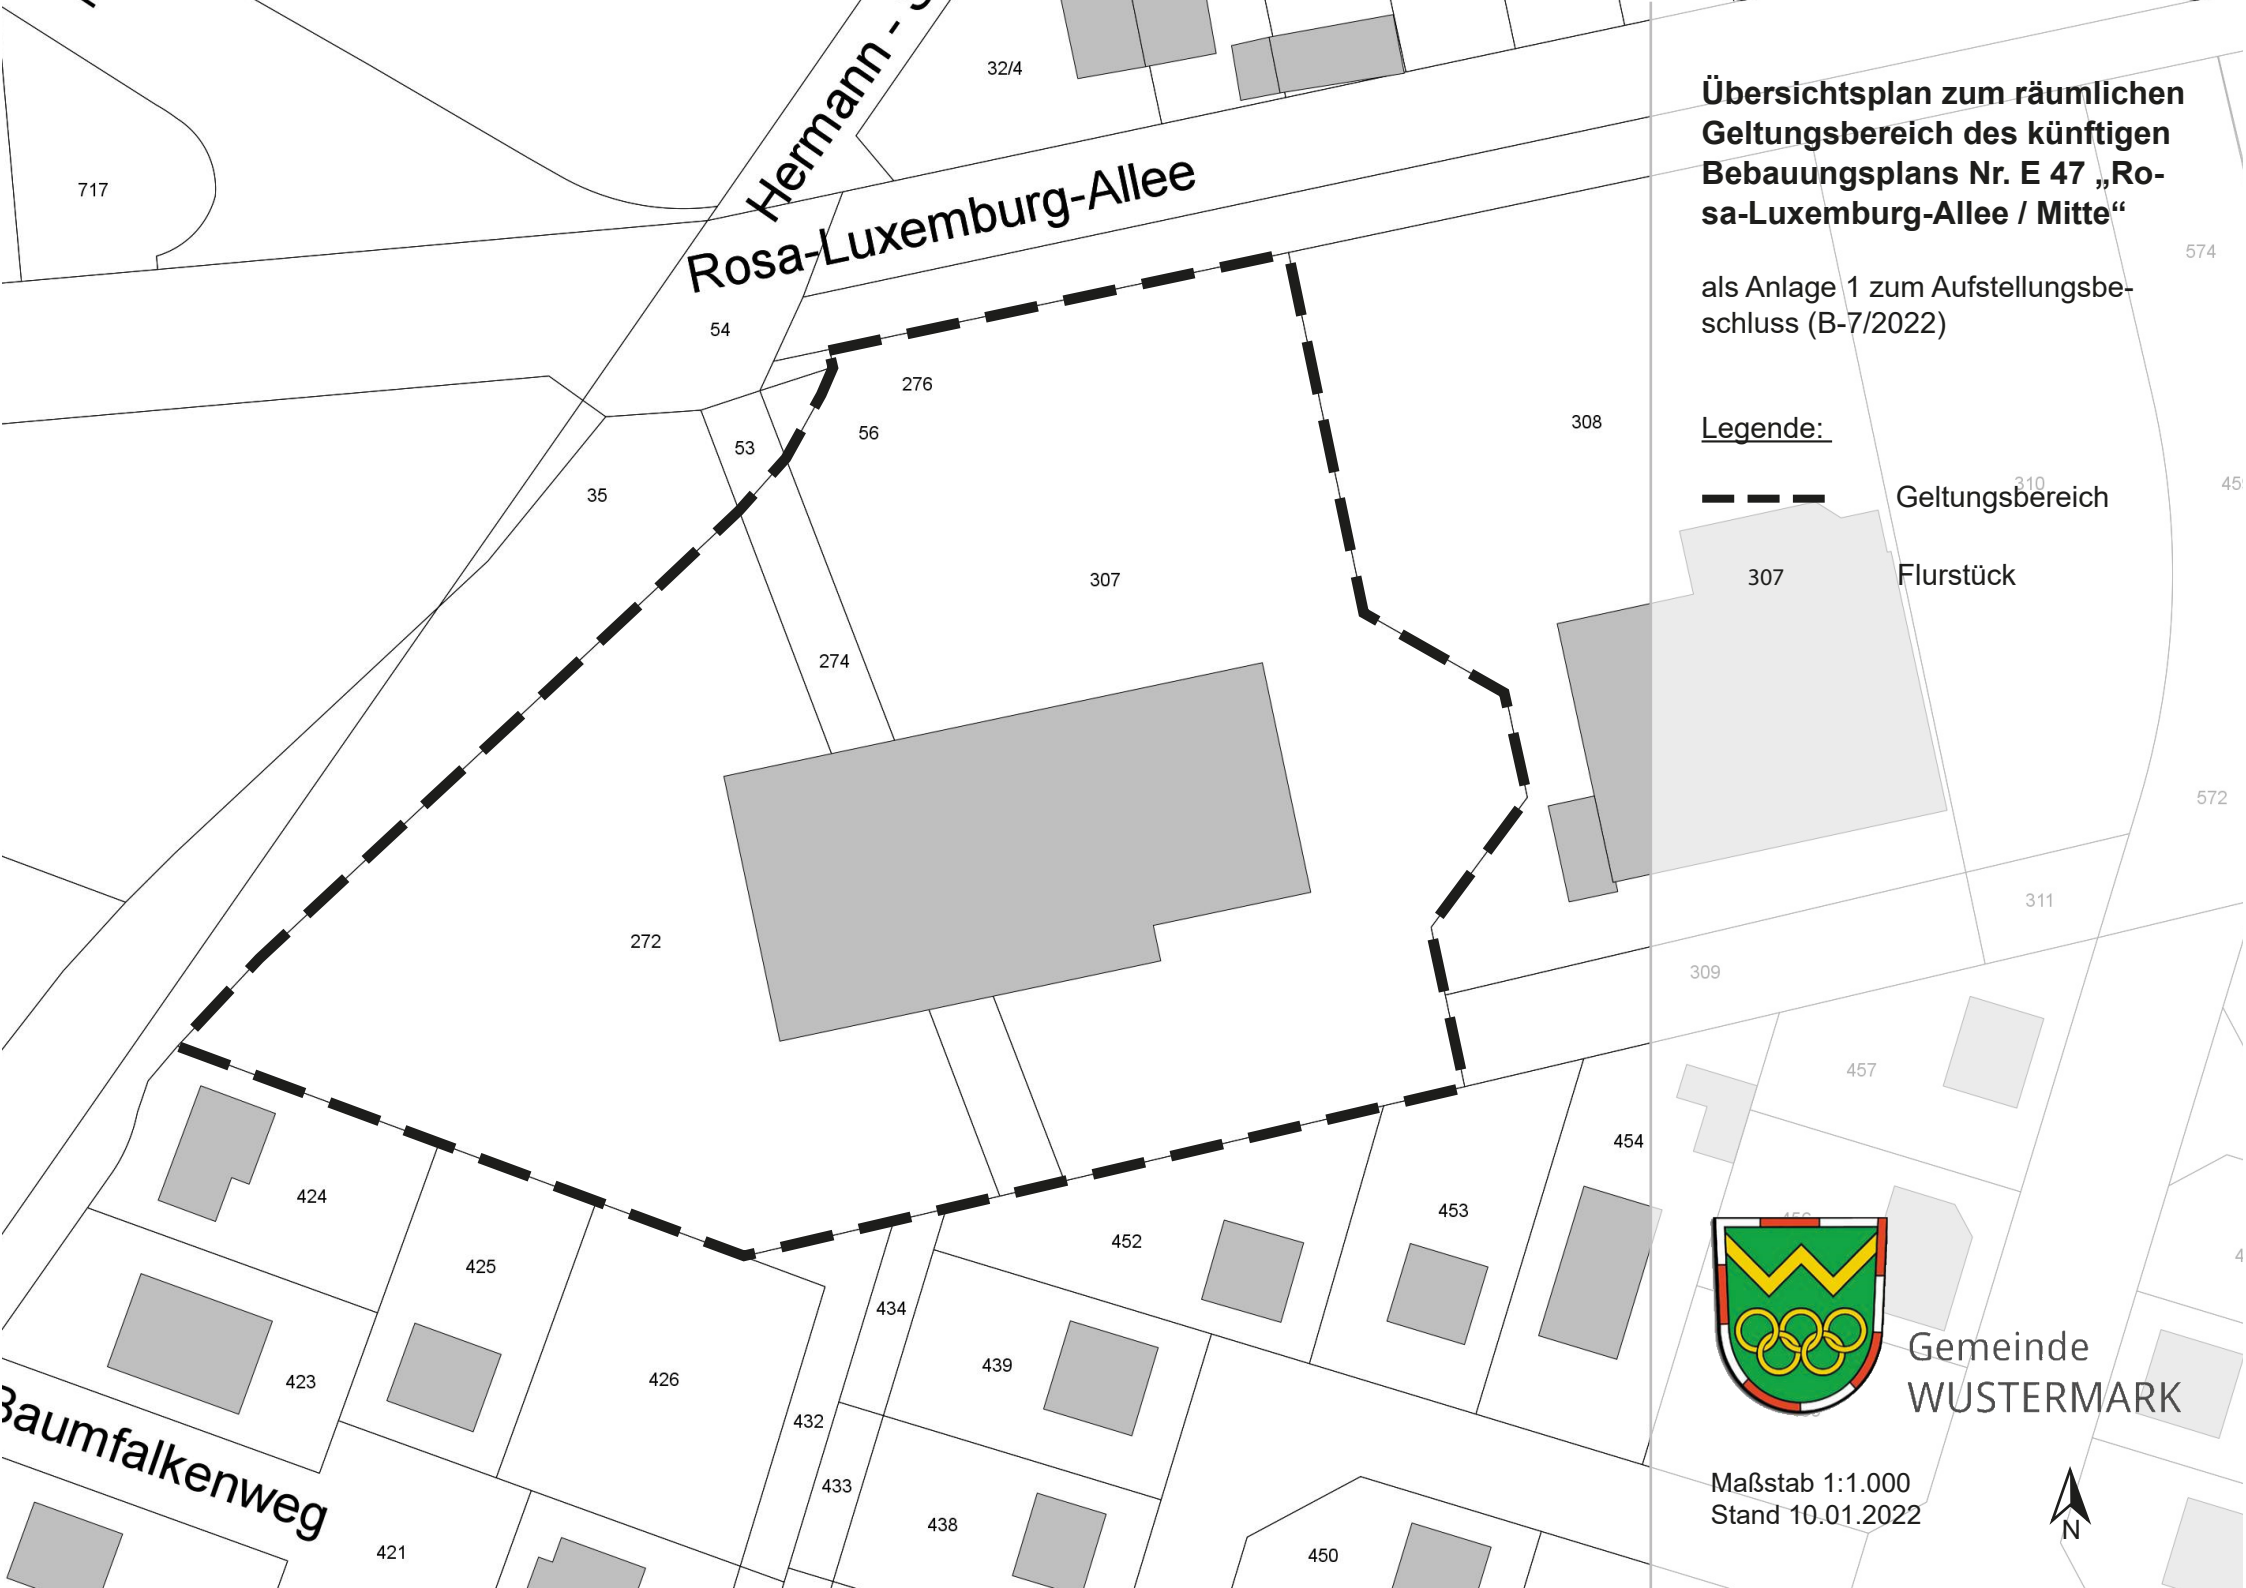 Hermann -
32/4
717
Rosa-Luxemburg-Allee
54
276
53
56
35
308
307
274
272
424
425
426
423
434
432
433
452
453
454
439
438
450
421
Baumfalkenweg
Übersichtsplan zum räumlichen
Geltungsbereich des künftigen
Bebauungsplans Nr. E 47 „Ro-
sa-Luxemburg-Allee / Mitte“
als Anlage 1 zum Aufstellungsbe-
schluss (B-7/2022)
Legende:
Geltungsbereich
307 Flurstück
574
310
572
311
309
457
Gemeinde
WUSTERMARK
Maßstab 1:1.000
Stand 10.01.2022
N